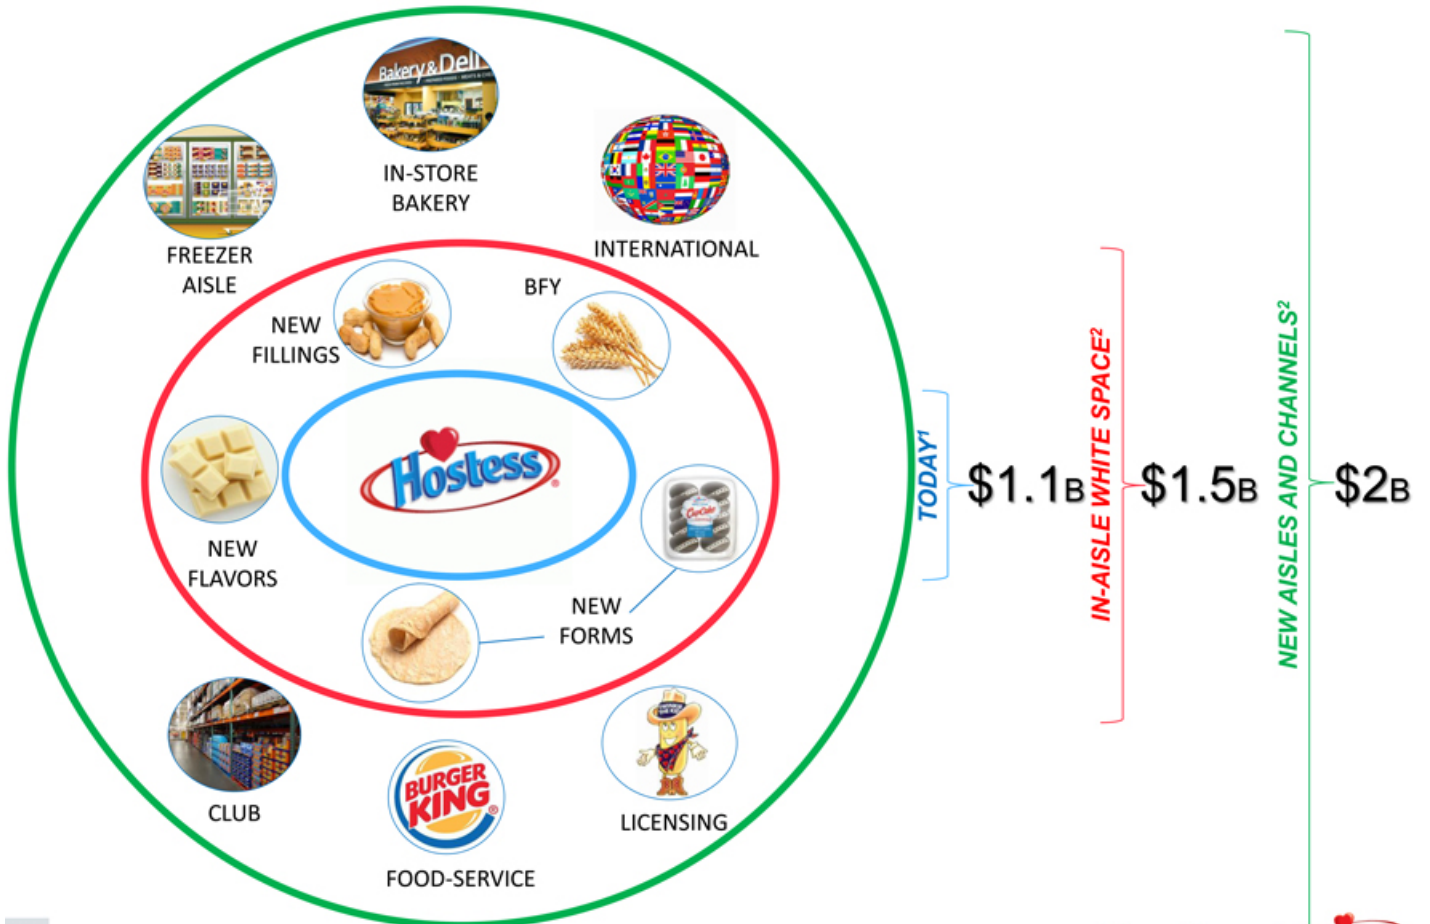 Bakery & Deli
IN-STORE
BAKERY
FREEZER
AISLE
INTERNATIONAL
BFY
NEW
FILLINGS
Hostess®
NEW
FLAVORS
CupCakes
NEW
FORMS
CLUB
BURGER
KING®
FOOD-SERVICE
LICENSING
TODAY¹
$1.1B
IN-AISLE WHITE SPACE²
$1.5B
NEW AISLES AND CHANNELS²
$2B